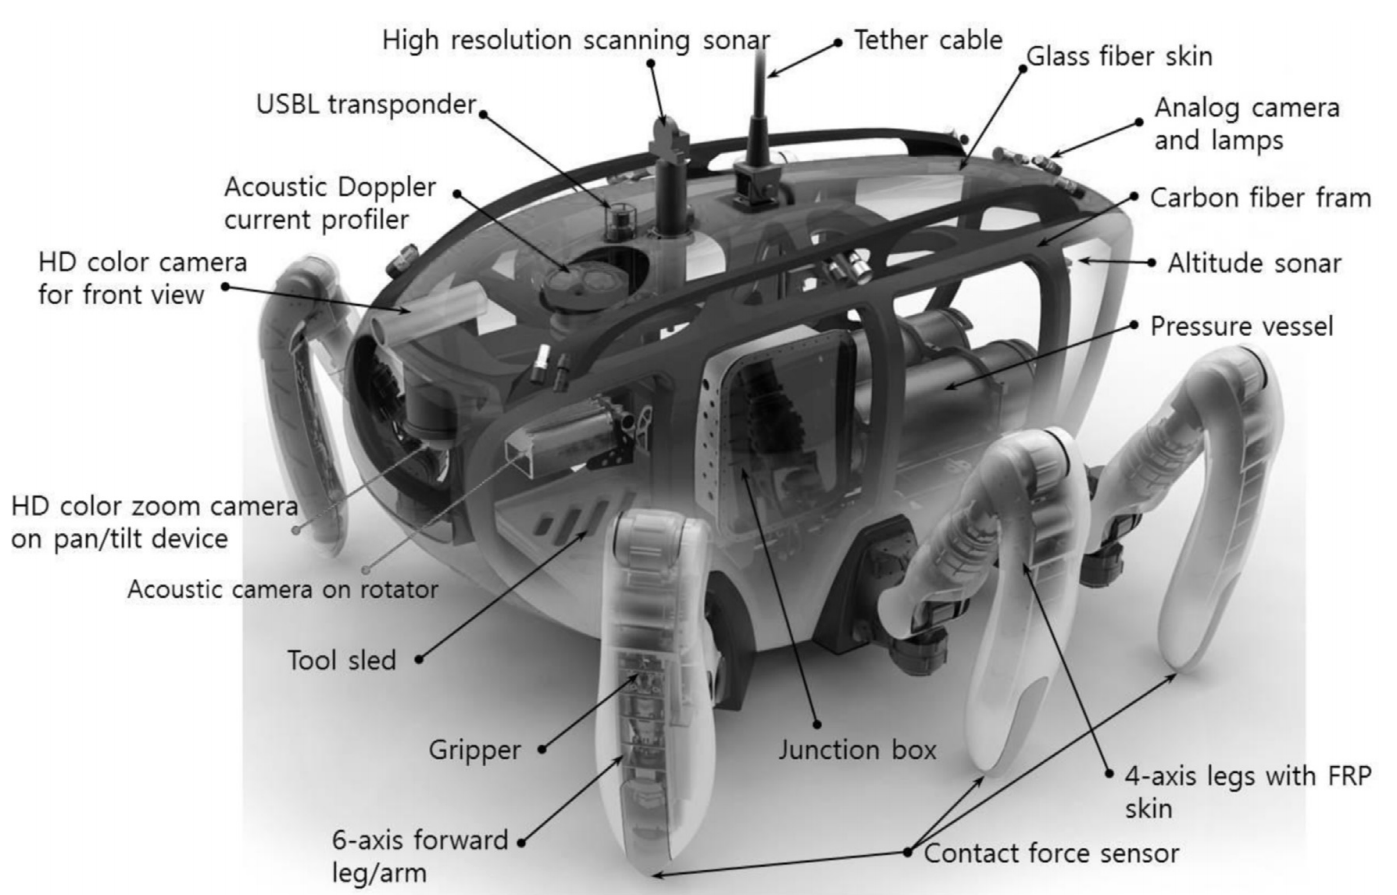 High resolution scanning sonar
Tether cable
Glass fiber skin
USBL transponder
Analog camera
and lamps
Acoustic Doppler
current profiler
Carbon fiber fram
HD color camera
for front view
Altitude sonar
Pressure vessel
HD color zoom camera
on pan/tilt device
Acoustic camera on rotator
Tool sled
Gripper
Junction box
4-axis legs with FRP
skin
6-axis forward
leg/arm
Contact force sensor